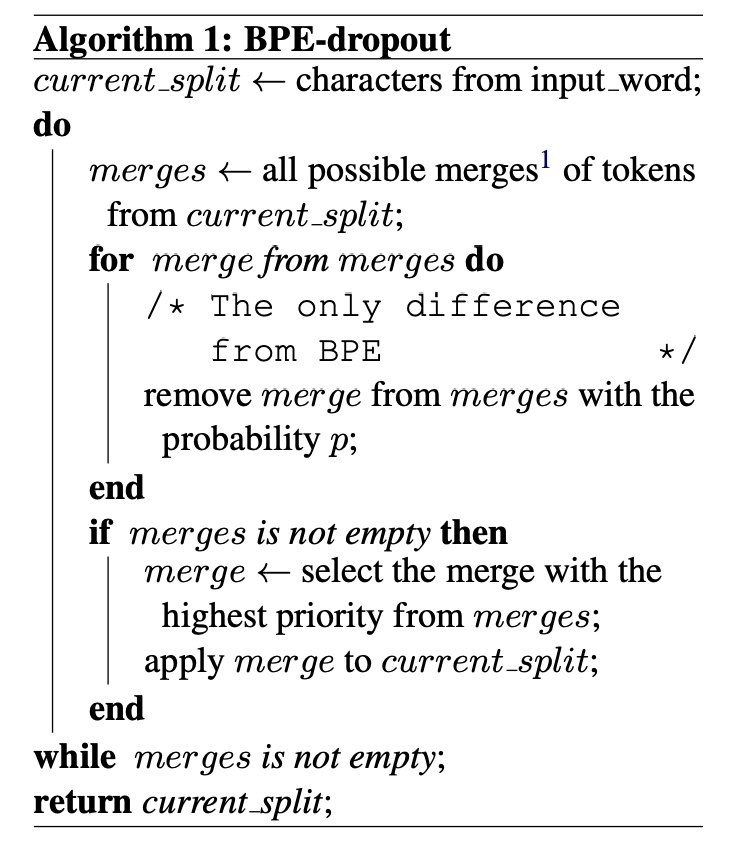 Algorithm 1: BPE-dropout
current_split ← characters from input_word;
do
merges ← all possible merges1 of tokens
from current_split;
for merge from merges do
/* The only difference
from BPE */
remove merge from merges with the
probability p;
end
if merges is not empty then
merge ← select the merge with the
highest priority from merges;
apply merge to current_split;
end
while merges is not empty;
return current_split;